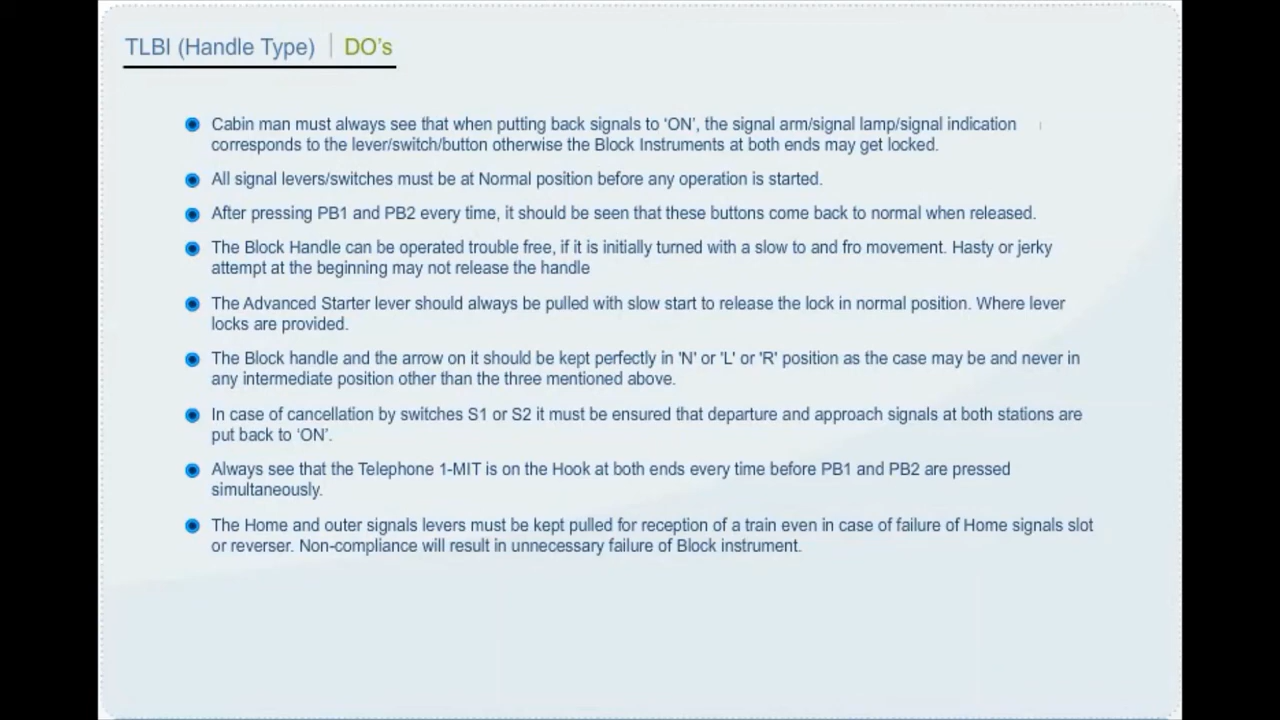 TLBI (Handle Type) | DO's
Cabin man must always see that when putting back signals to ‘ON’, the signal arm/signal lamp/signal indication
corresponds to the lever/switch/button otherwise the Block Instruments at both ends may get locked.
All signal levers/switches must be at Normal position before any operation is started.
After pressing PB1 and PB2 every time, it should be seen that these buttons come back to normal when released.
The Block Handle can be operated trouble free, if it is initially turned with a slow to and fro movement. Hasty or jerky
attempt at the beginning may not release the handle
The Advanced Starter lever should always be pulled with slow start to release the lock in normal position. Where lever
locks are provided.
The Block handle and the arrow on it should be kept perfectly in 'N' or 'L' or 'R' position as the case may be and never in
any intermediate position other than the three mentioned above.
In case of cancellation by switches S1 or S2 it must be ensured that departure and approach signals at both stations are
put back to ‘ON’.
Always see that the Telephone 1-MIT is on the Hook at both ends every time before PB1 and PB2 are pressed
simultaneously.
The Home and outer signals levers must be kept pulled for reception of a train even in case of failure of Home signals slot
or reverser. Non-compliance will result in unnecessary failure of Block instrument.